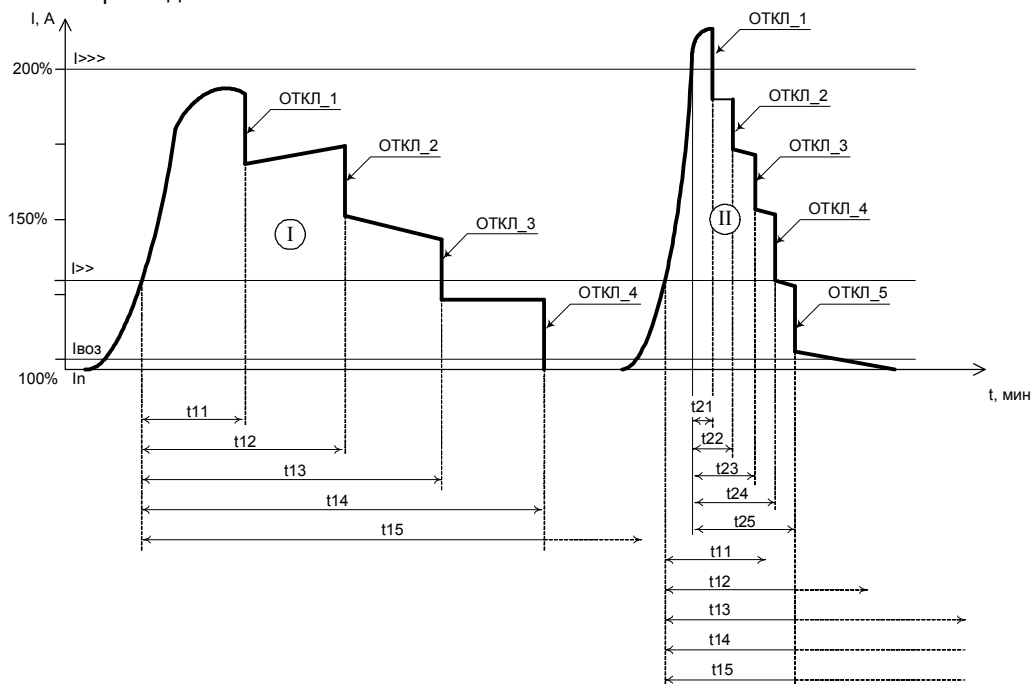 I, А
I>>>
200%
ОТКЛ_1
ОТКЛ_2
ОТКЛ_3
ОТКЛ_4
I
150%
I>>
Iвоз
100%
In
ОТКЛ_1
ОТКЛ_2
ОТКЛ_3
ОТКЛ_4
ОТКЛ_5
II
t, мин
t11
t12
t13
t14
t15
t21
t22
t23
t24
t25
t11
t12
t13
t14
t15